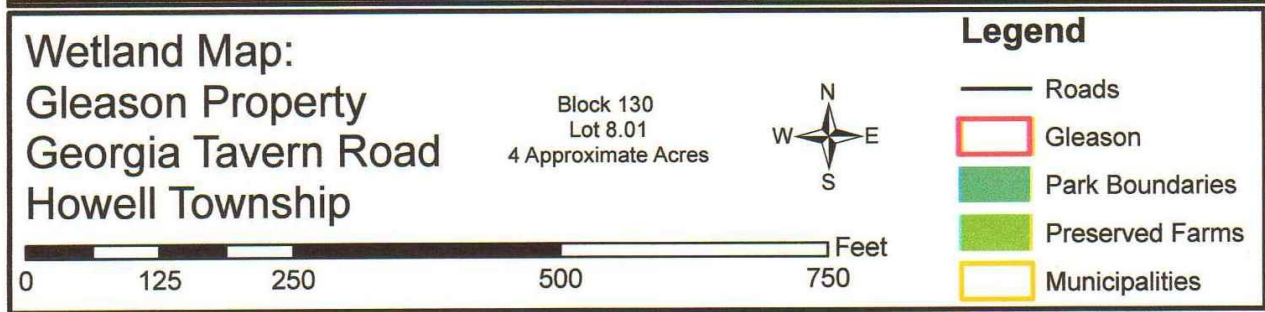 Wetland Map:
Gleason Property
Georgia Tavern Road
Howell Township
Block 130
Lot 8.01
4 Approximate Acres
N
W E
S
Feet
0 125 250 500 750
Legend
Roads
Gleason
Park Boundaries
Preserved Farms
Municipalities